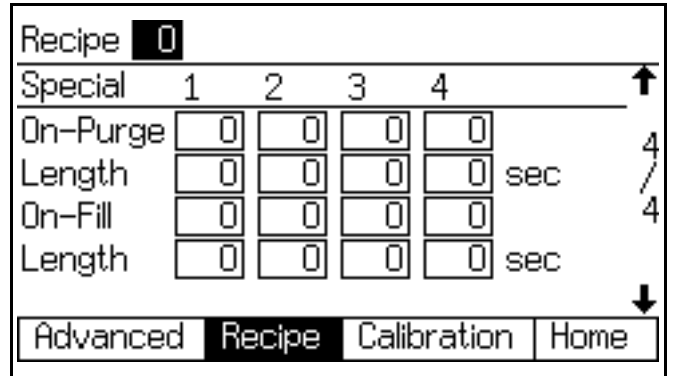 Recipe 0
Special 1 2 3 4
On-Purge 0 0 0 0
Length 0 0 0 0 sec
On-Fill 0 0 0 0
Length 0 0 0 0 sec
4/4
Advanced Recipe Calibration Home